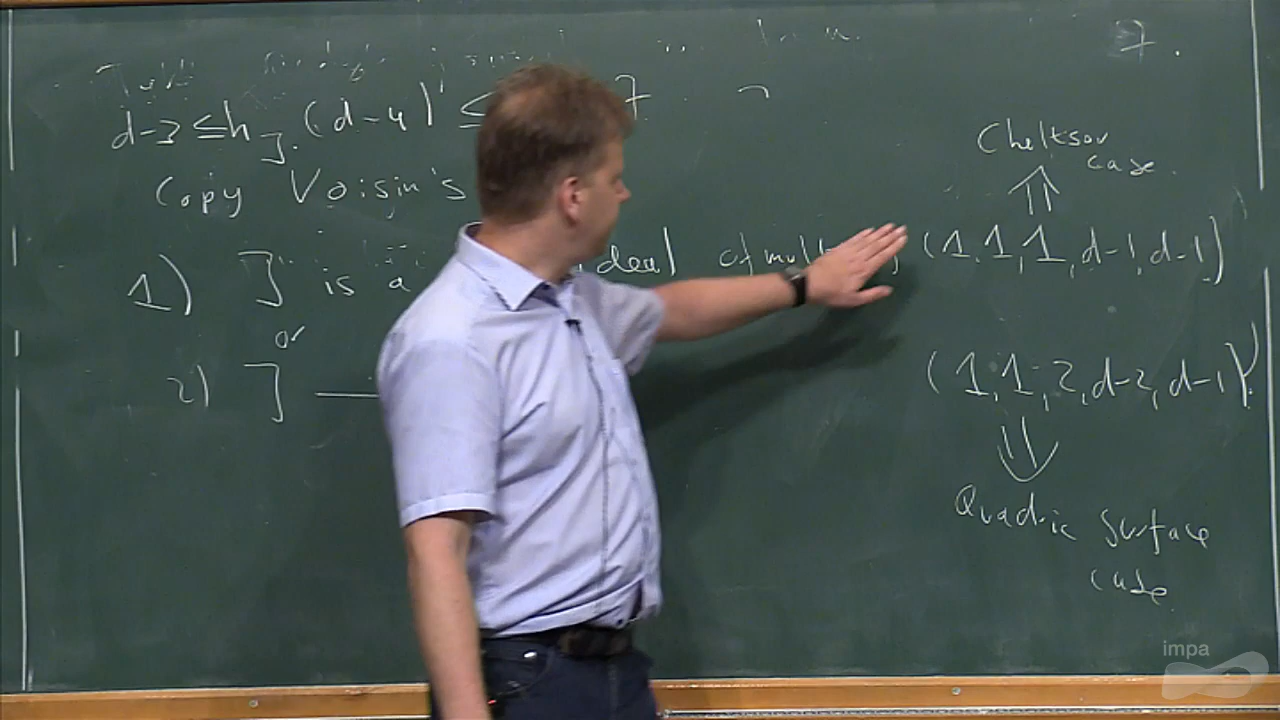 7.
d-3 ≤ h_J. (d-4) ≤ 7
Cheltsov
case.
Copy Voisin's
1) J is a ideal of (1,1,1,d-1,d-1)
or
2) J — (1,1,2,d-2,d-1).
Quadric Surface
case
impa